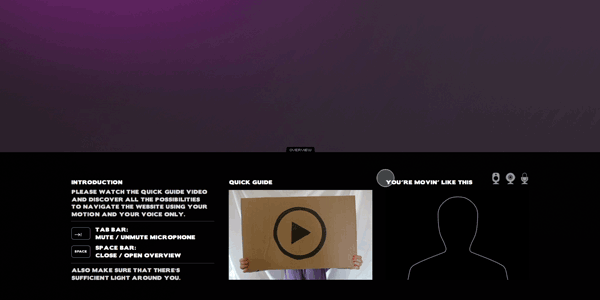 INTRODUCTION
PLEASE WATCH THE QUICK GUIDE VIDEO
AND DISCOVER ALL THE POSSIBILITIES
TO NAVIGATE THE WEBSITE USING YOUR
MOTION AND YOUR VOICE ONLY.
TAB BAR:
MUTE / UNMUTE MICROPHONE
SPACE
SPACE BAR:
CLOSE / OPEN OVERVIEW
ALSO MAKE SURE THAT THERE'S
SUFFICIENT LIGHT AROUND YOU.
QUICK GUIDE
YOU'RE MOVIN' LIKE THIS